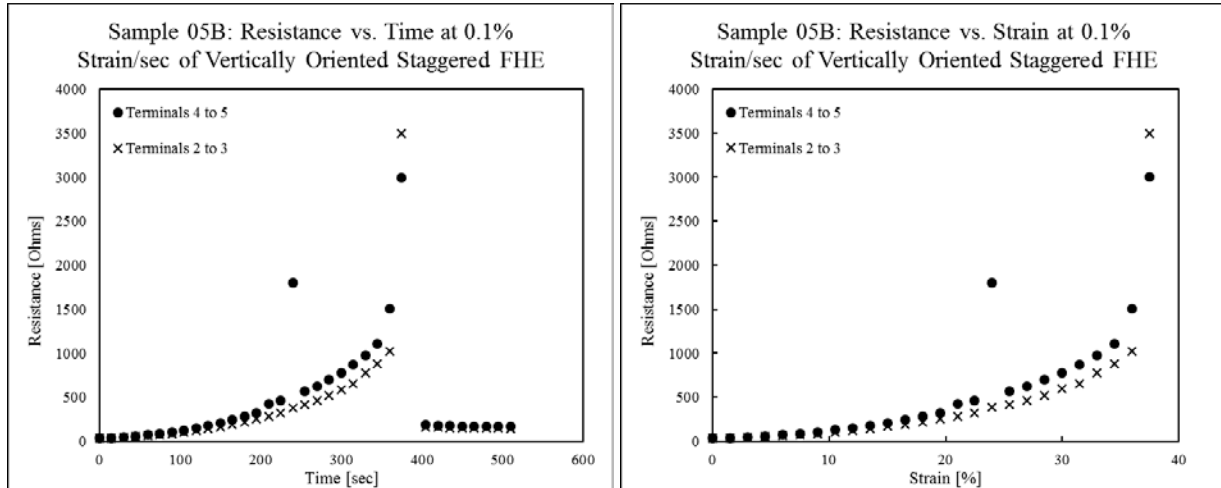 Sample 05B: Resistance vs. Time at 0.1%
Strain/sec of Vertically Oriented Staggered FHE
4000
3500
3000
2500
2000
1500
1000
500
0
Resistance [Ohms]
Terminals 4 to 5
Terminals 2 to 3
0 100 200 300 400 500 600
Time [sec]
Sample 05B: Resistance vs. Strain at 0.1%
Strain/sec of Vertically Oriented Staggered FHE
4000
3500
3000
2500
2000
1500
1000
500
0
Resistance [Ohms]
Terminals 4 to 5
Terminals 2 to 3
0 10 20 30 40
Strain [%]